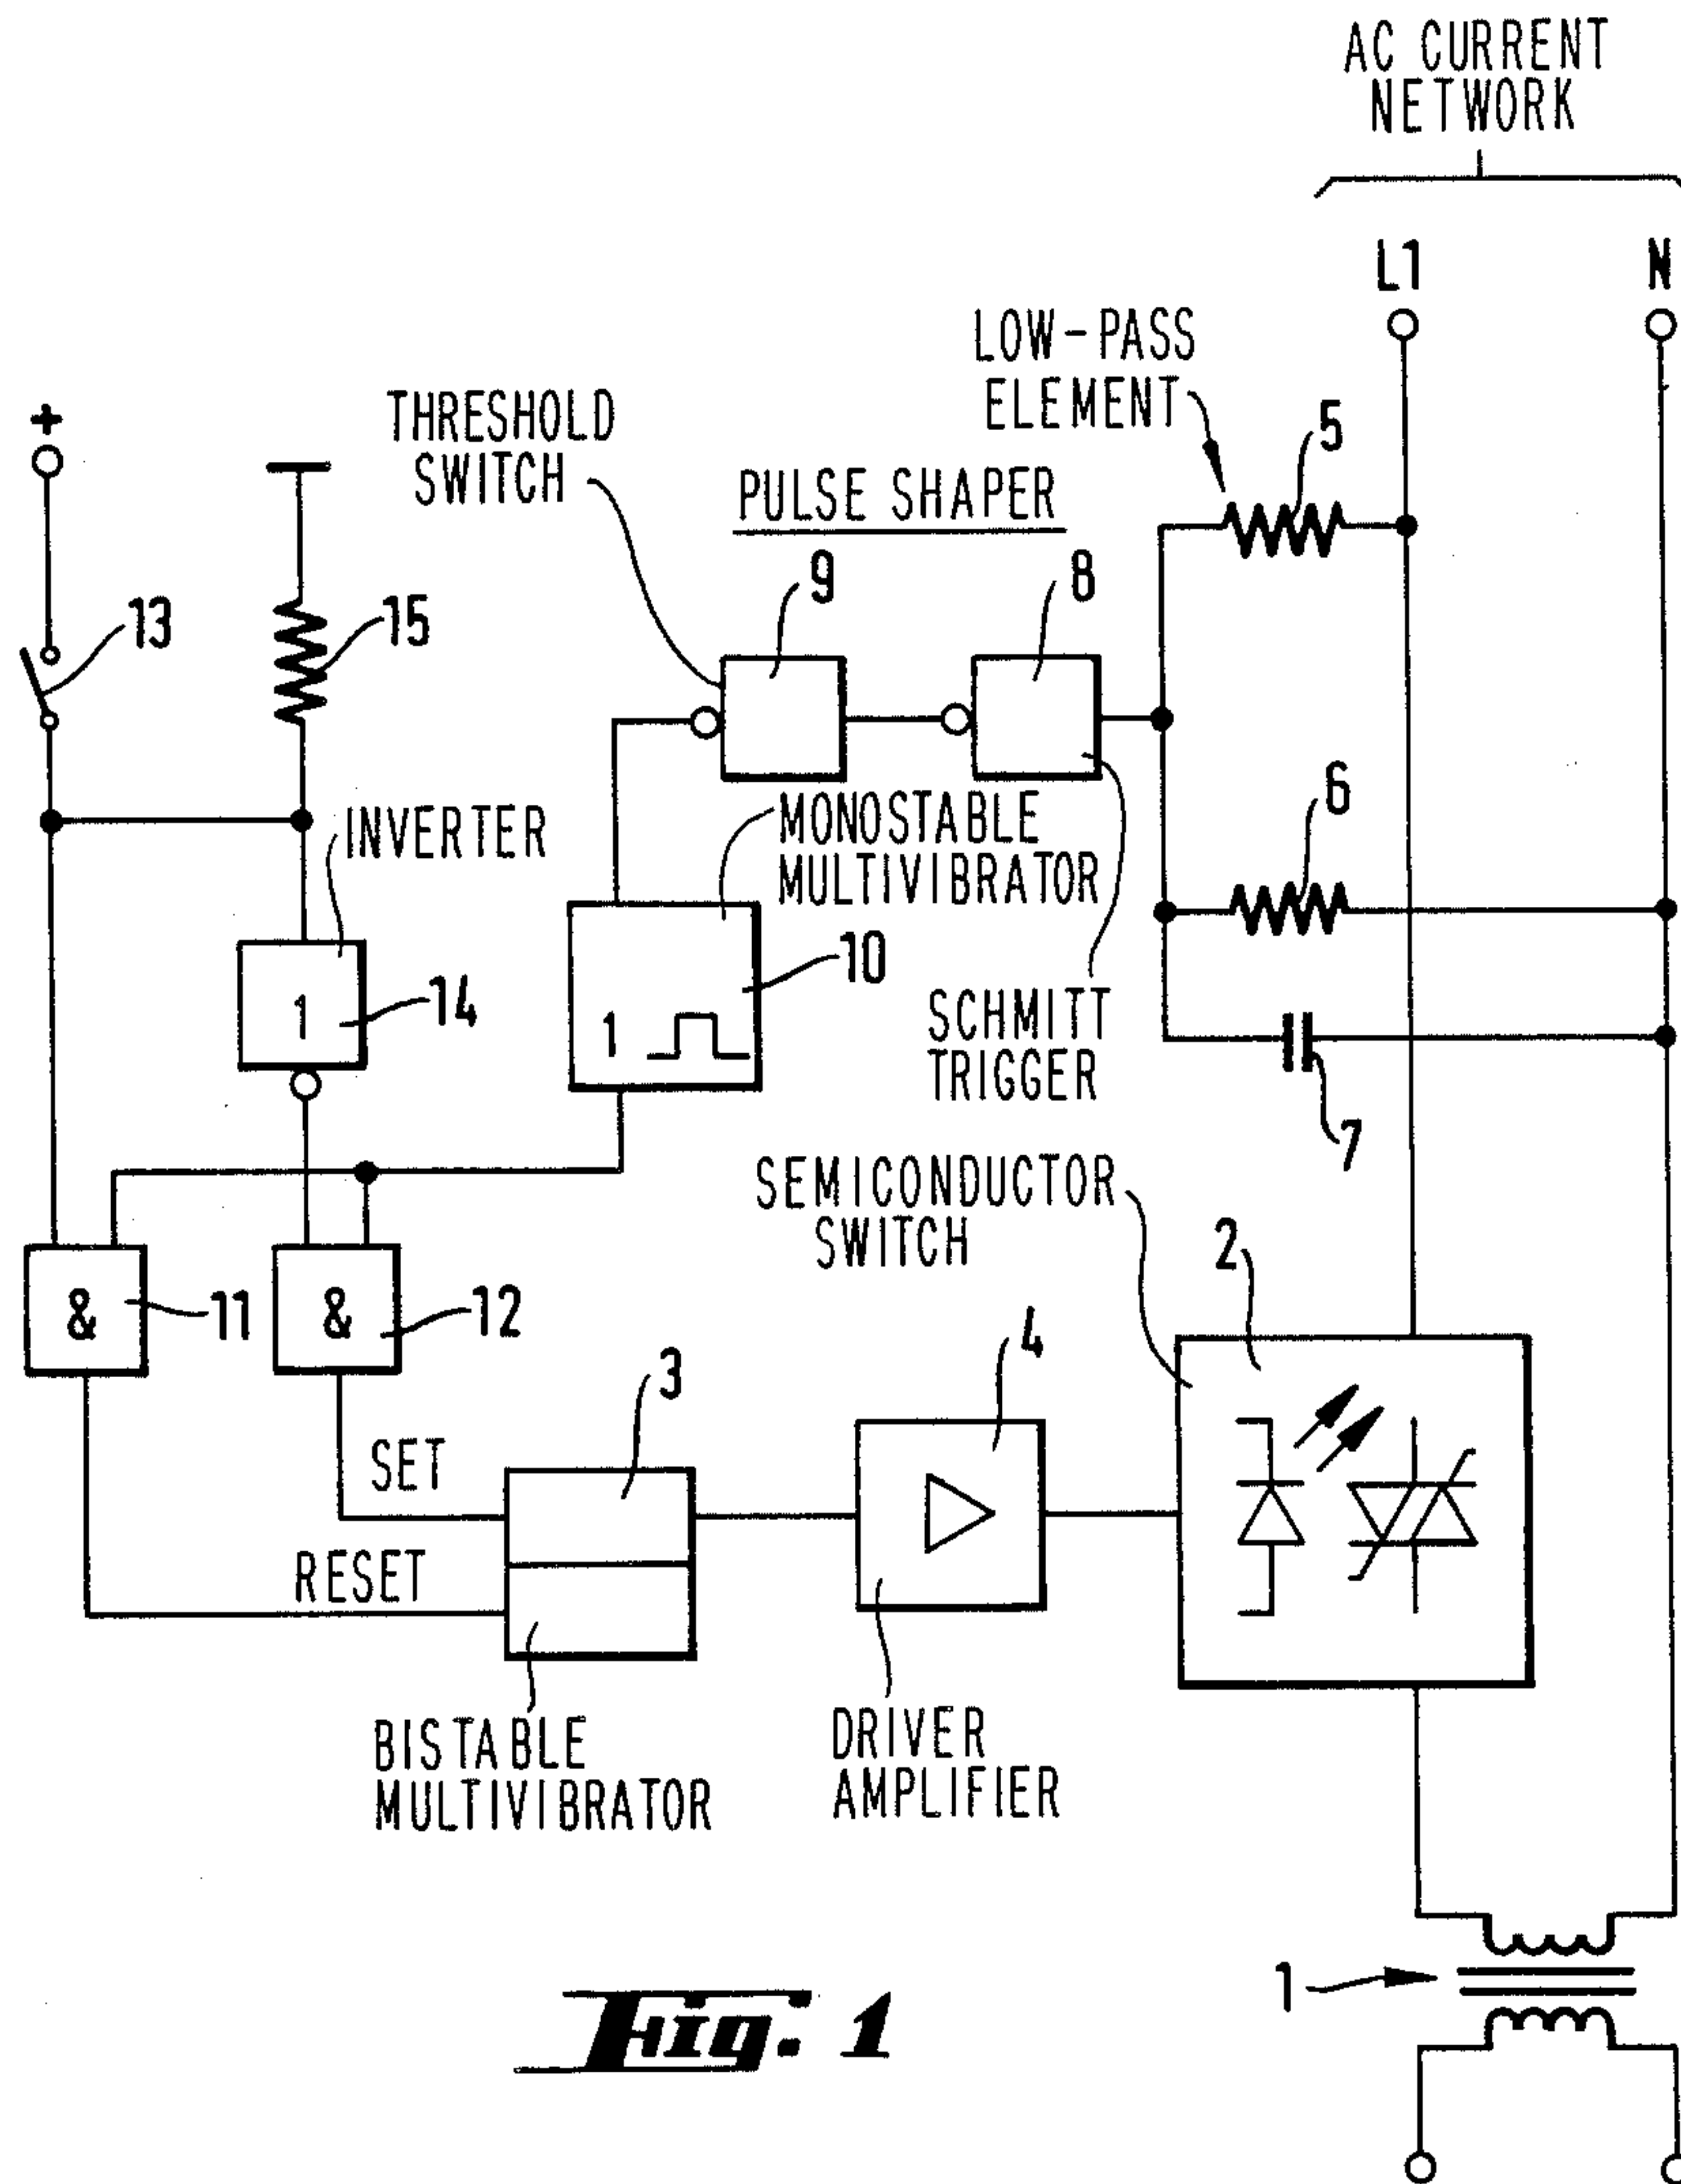 AC CURRENT
NETWORK
L1
N
LOW-PASS
ELEMENT
5
+
THRESHOLD
SWITCH
PULSE SHAPER
9
8
13
15
6
INVERTER
MONOSTABLE
MULTIVIBRATOR
1
14
10
1
SCHMITT
TRIGGER
7
SEMICONDUCTOR
SWITCH
2
&
11
&
12
4
3
SET
RESET
BISTABLE
MULTIVIBRATOR
DRIVER
AMPLIFIER
1
Fig. 1